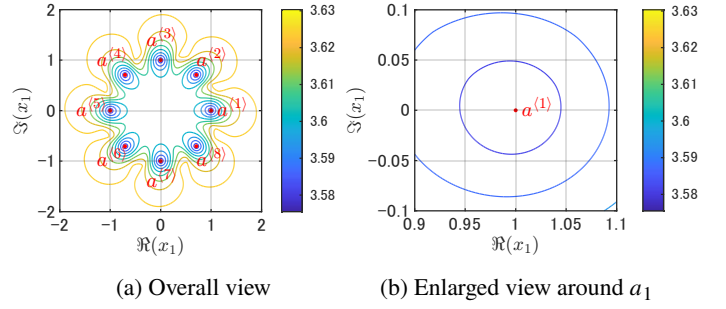 2
1
0
-1
-2
ℑ(x₁)
-2
-1
0
1
2
ℜ(x₁)
a⁽¹⁾
a⁽²⁾
a⁽³⁾
a⁽⁴⁾
a⁽⁵⁾
a⁽⁶⁾
a⁽⁷⁾
a⁽⁸⁾
3.63
3.62
3.61
3.6
3.59
3.58
(a) Overall view
0.1
0.05
0
-0.05
-0.1
ℑ(x₁)
0.9
0.95
1
1.05
1.1
ℜ(x₁)
a⁽¹⁾
3.63
3.62
3.61
3.6
3.59
3.58
(b) Enlarged view around a₁